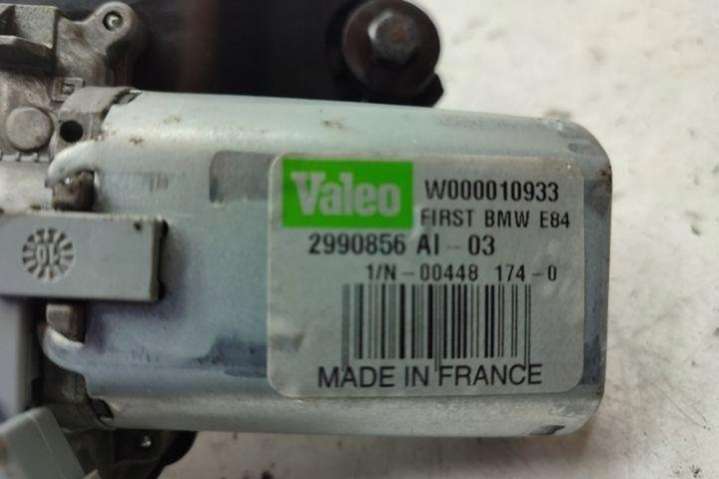 Valeo W000010933
FIRST BMW E84
2990856 AI - 03
1/N - 00448 174 - 0
MADE IN FRANCE